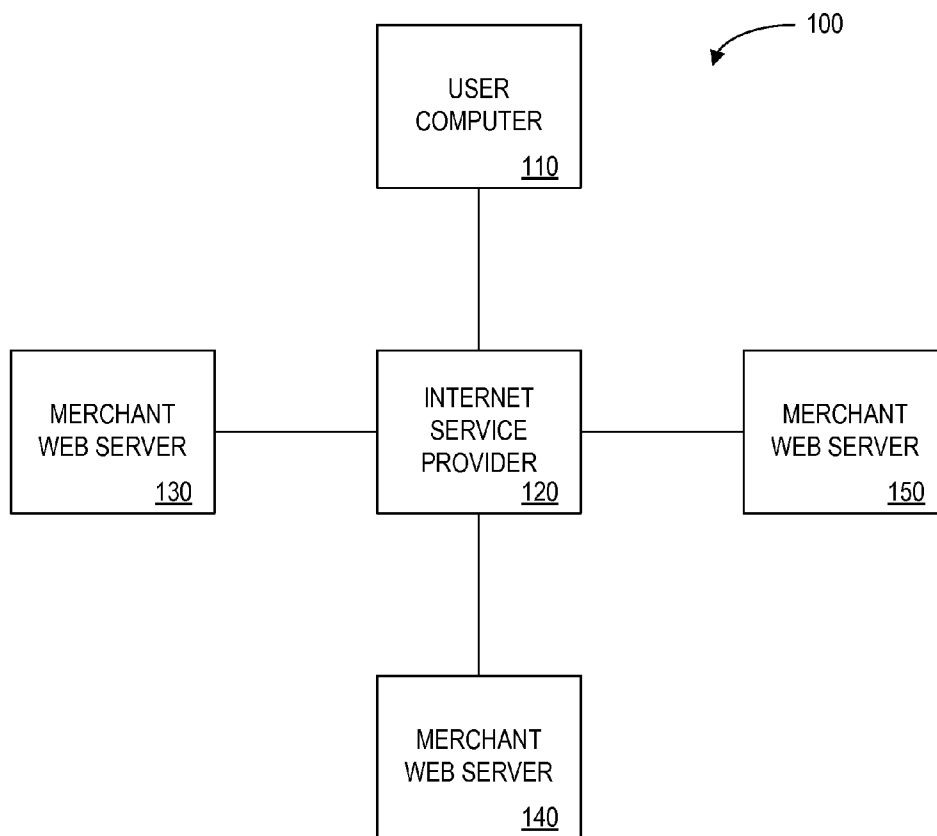 100
USER
COMPUTER
110
MERCHANT
WEB SERVER
130
INTERNET
SERVICE
PROVIDER
120
MERCHANT
WEB SERVER
150
MERCHANT
WEB SERVER
140